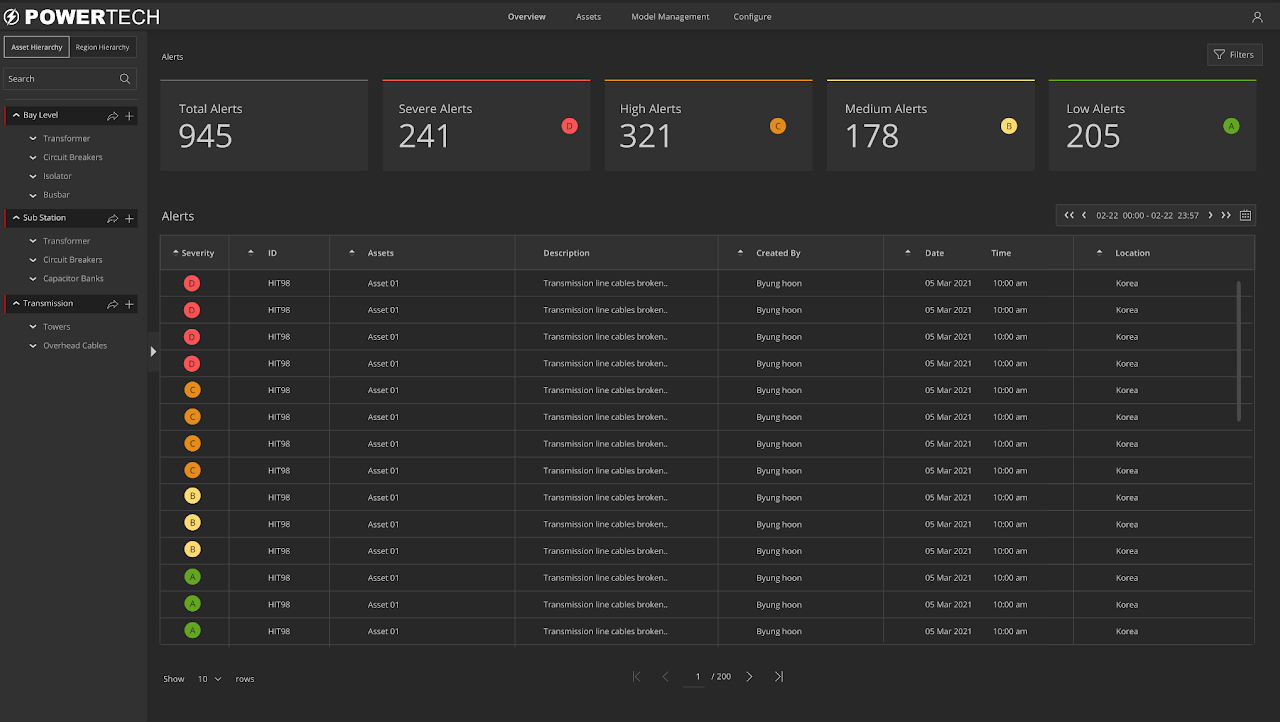 POWERTECH
Overview Assets Model Management Configure
Asset Hierarchy Region Hierarchy
Search
Bay Level
Transformer
Circuit Breakers
Isolator
Busbar
Sub Station
Transformer
Circuit Breakers
Capacitor Banks
Transmission
Towers
Overhead Cables
Alerts
Filters
Total Alerts
945
Severe Alerts
241
D
High Alerts
321
C
Medium Alerts
178
B
Low Alerts
205
A
Alerts
02-22 00:00 - 02-22 23:57
Severity ID Assets Description Created By Date Time Location
D HIT98 Asset 01 Transmission line cables broken.. Byung hoon 05 Mar 2021 10:00 am Korea
D HIT98 Asset 01 Transmission line cables broken.. Byung hoon 05 Mar 2021 10:00 am Korea
D HIT98 Asset 01 Transmission line cables broken.. Byung hoon 05 Mar 2021 10:00 am Korea
D HIT98 Asset 01 Transmission line cables broken.. Byung hoon 05 Mar 2021 10:00 am Korea
C HIT98 Asset 01 Transmission line cables broken.. Byung hoon 05 Mar 2021 10:00 am Korea
C HIT98 Asset 01 Transmission line cables broken.. Byung hoon 05 Mar 2021 10:00 am Korea
C HIT98 Asset 01 Transmission line cables broken.. Byung hoon 05 Mar 2021 10:00 am Korea
C HIT98 Asset 01 Transmission line cables broken.. Byung hoon 05 Mar 2021 10:00 am Korea
B HIT98 Asset 01 Transmission line cables broken.. Byung hoon 05 Mar 2021 10:00 am Korea
B HIT98 Asset 01 Transmission line cables broken.. Byung hoon 05 Mar 2021 10:00 am Korea
B HIT98 Asset 01 Transmission line cables broken.. Byung hoon 05 Mar 2021 10:00 am Korea
A HIT98 Asset 01 Transmission line cables broken.. Byung hoon 05 Mar 2021 10:00 am Korea
A HIT98 Asset 01 Transmission line cables broken.. Byung hoon 05 Mar 2021 10:00 am Korea
A HIT98 Asset 01 Transmission line cables broken.. Byung hoon 05 Mar 2021 10:00 am Korea
Show 10 rows
1 / 200